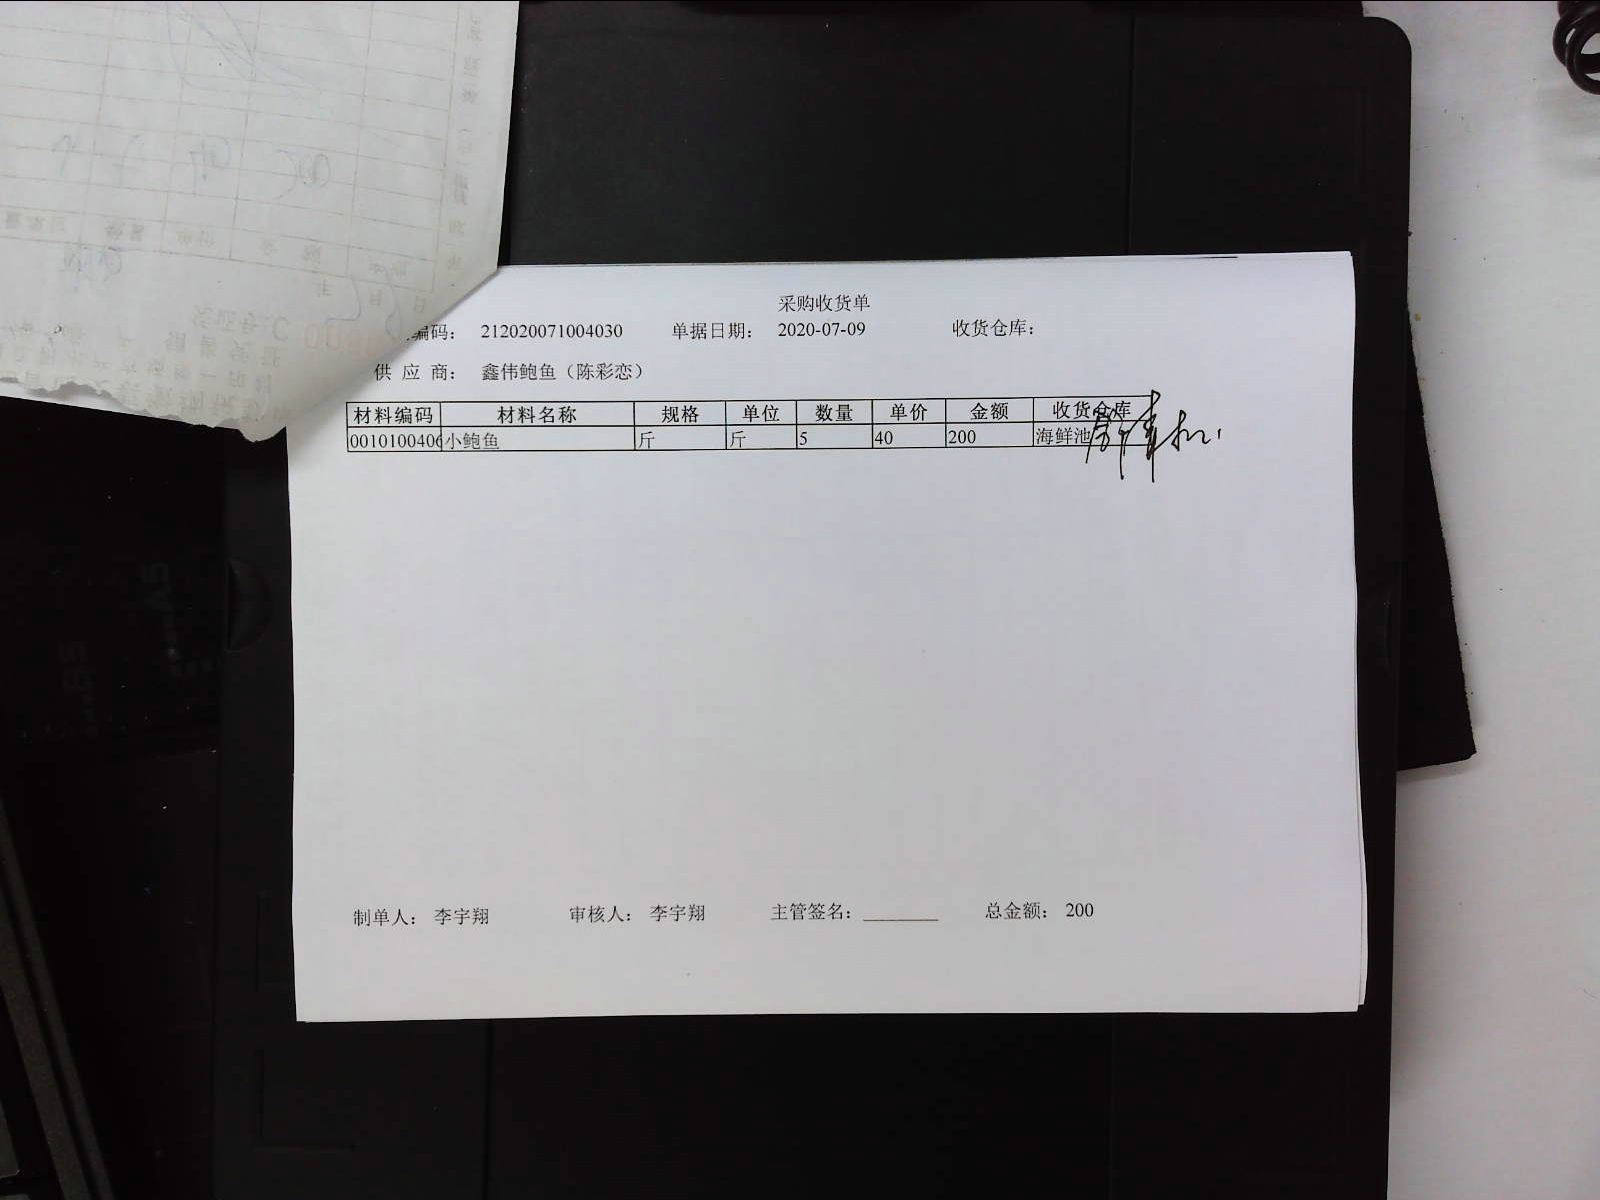 采购收货单
编码： 212020071004030 单据日期： 2020-07-09 收货仓库：
供 应 商： 鑫伟鲍鱼（陈彩恋）
材料编码 材料名称 规格 单位 数量 单价 金额 收货仓库
0010100406 小鲍鱼 斤 斤 5 40 200 海鲜池
制单人： 李宇翔 审核人： 李宇翔 主管签名：________ 总金额： 200